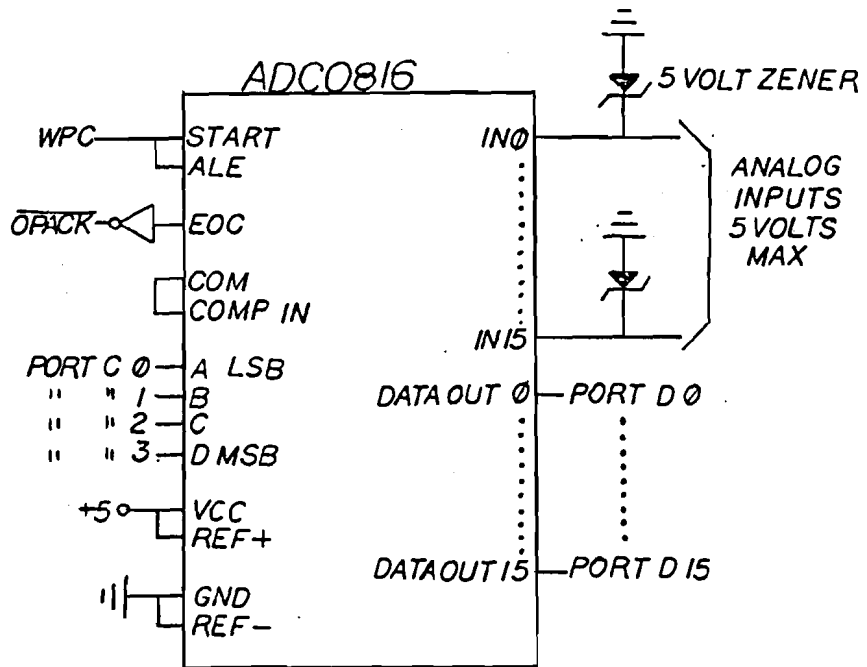 ADC0816
5 VOLT ZENER
WPC
START
ALE
OPACK
EOC
COM
COMP IN
PORT C 0 A LSB
" " 1 B
" " 2 C
" " 3 D MSB
+5
VCC
REF+
GND
REF-
IN0
ANALOG
INPUTS
5 VOLTS
MAX
IN15
DATA OUT 0 PORT D 0
DATA OUT 15 PORT D 15